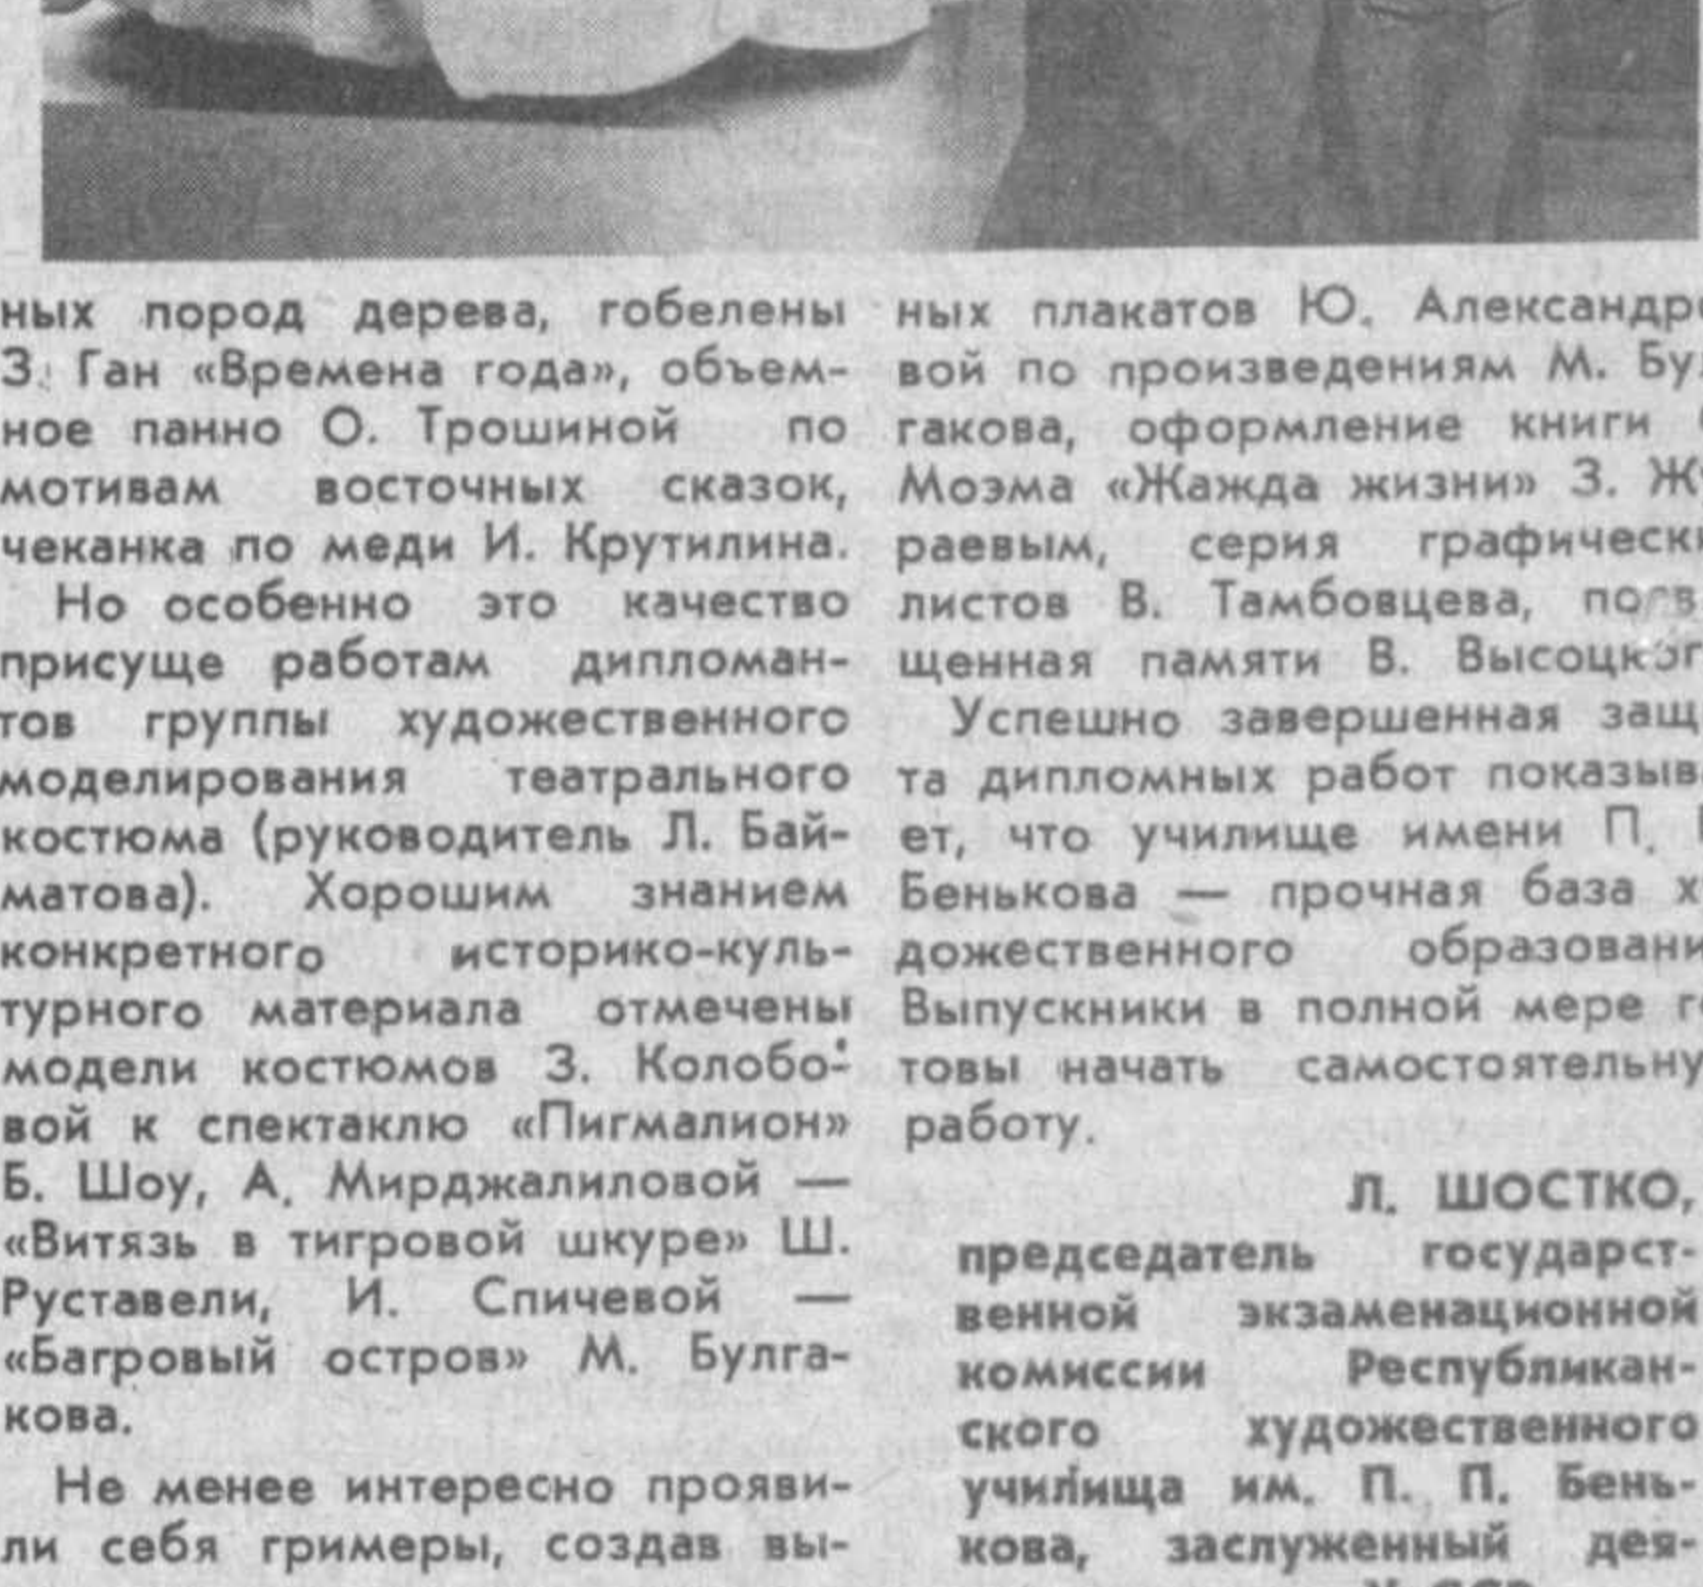 ных пород дерева, гобелены
З. Ган «Времена года», объем-
ное панно О. Трошиной по
мотивам восточных сказок,
чеканка по меди И. Крутилина.
Но особенно это качество
присуще работам дипломан-
тов группы художественного
моделирования театрального
костюма (руководитель Л. Бай-
матова). Хорошим знанием
конкретного историко-куль-
турного материала отмечены
модели костюмов З. Колобо-
вой к спектаклю «Пигмалион»
Б. Шоу, А. Мирджалиловой —
«Витязь в тигровой шкуре» Ш.
Руставели, И. Спичевой —
«Багровый остров» М. Булга-
кова.
Не менее интересно прояви-
ли себя гримеры, создав вы-
ных плакатов Ю. Александр
вой по произведениям М. Бу
гакова, оформление книги
Моэма «Жажда жизни» З. Ж
раевым, серия графическ
листов В. Тамбовцева,
щенная памяти В. Высоцког
Успешно завершенная защ
та дипломных работ показыв
ет, что училище имени П.
Бенькова — прочная база х
дожественного образовани
Выпускники в полной мере г
товы начать самостоятельну
работу.
Л. ШОСТКО,
председатель государст-
венной экзаменационной
комиссии Республикан-
ского художественного
училища им. П. П. Бень-
кова, заслуженный дея-